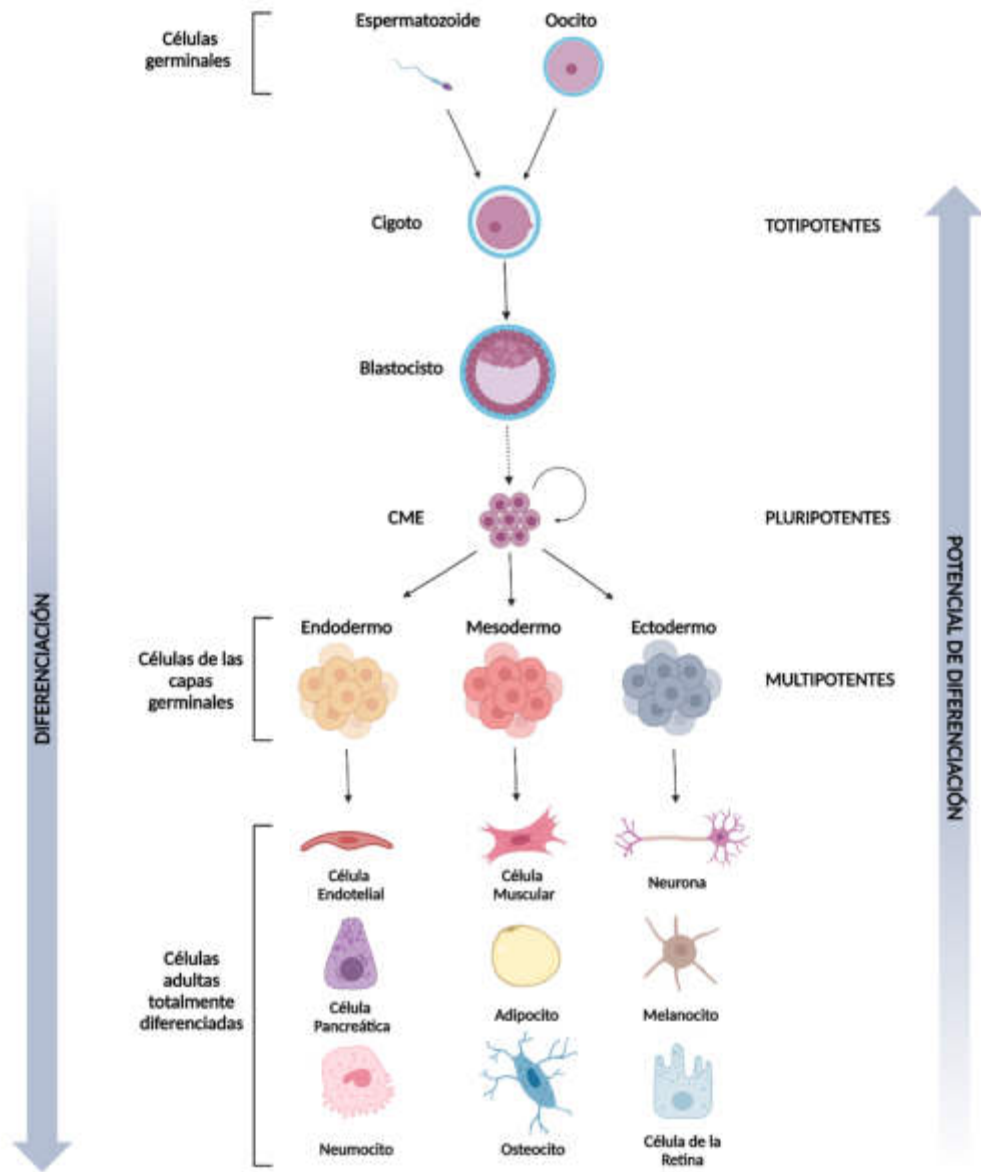 Células
germinales
Espermatozoide
Oocito
Cigoto
TOTIPOTENTES
Blastocisto
CME
PLURIPOTENTES
DIFERENCIACIÓN
POTENCIAL DE DIFERENCIACIÓN
Células de las
capas
germinales
Endodermo
Mesodermo
Ectodermo
MULTIPOTENTES
Células
adultas
totalmente
diferenciadas
Célula
Endotelial
Célula
Muscular
Neurona
Célula
Pancreática
Adipocito
Melanocito
Neumocito
Osteocito
Célula de la
Retina